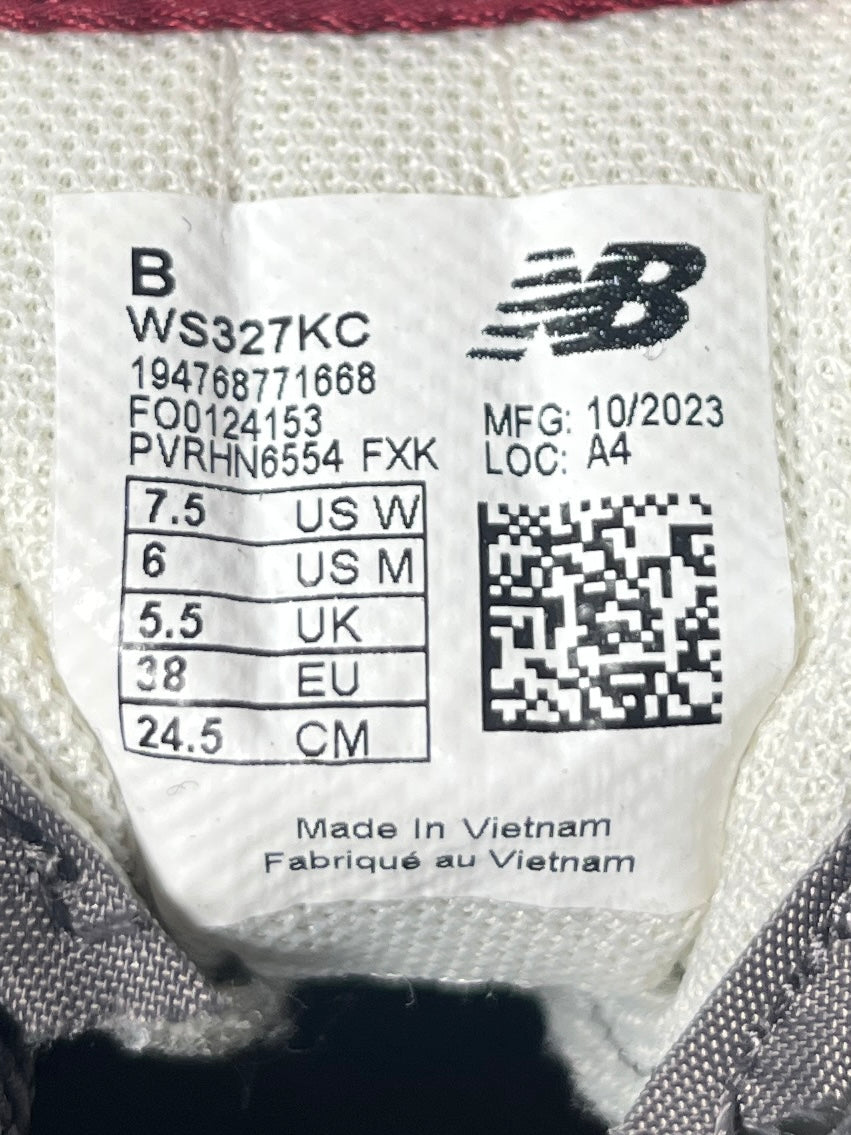 B
WS327KC
194768771668
FO0124153
PVRHN6554 FXK
NB
MFG: 10/2023
LOC: A4
7.5 US W
6 US M
5.5 UK
38 EU
24.5 CM
Made In Vietnam
Fabriqué au Vietnam